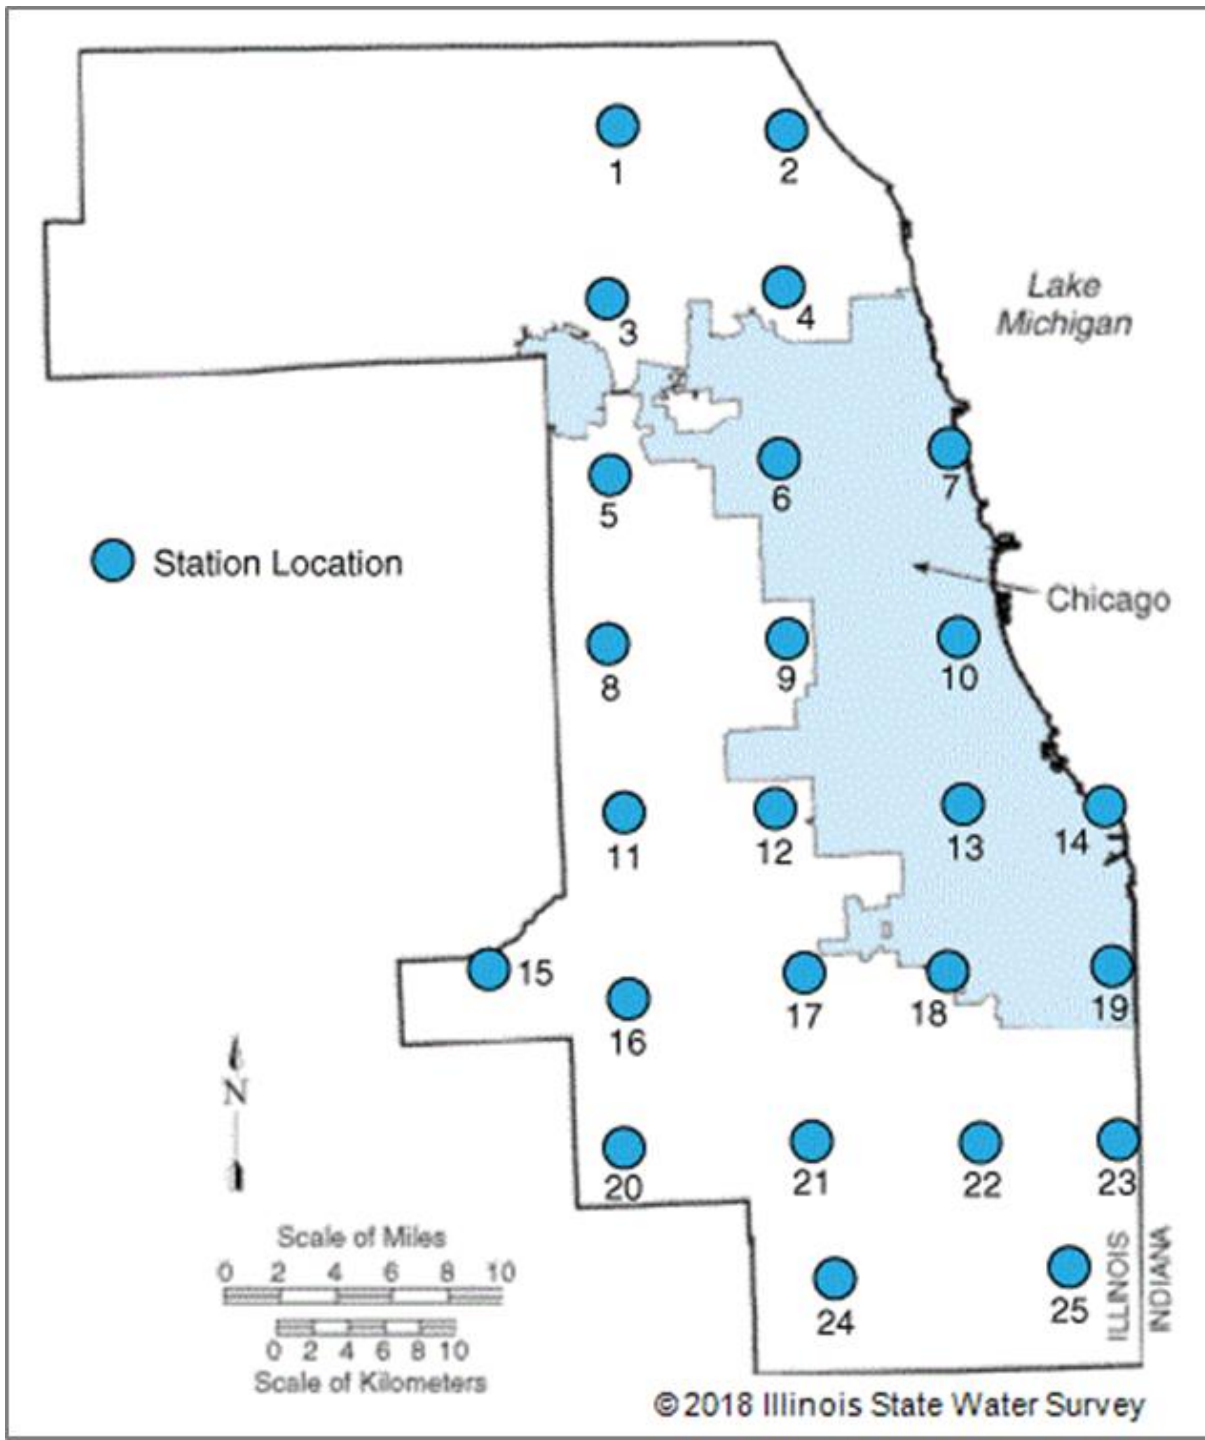 1
2
Lake
Michigan
3
4
5
6
7
Station Location
Chicago
8
9
10
11
12
13
14
15
16
17
18
19
N
20
21
22
23
Scale of Miles
0 2 4 6 8 10
0 2 4 6 8 10
Scale of Kilometers
24
25
ILLINOIS
INDIANA
©2018 Illinois State Water Survey